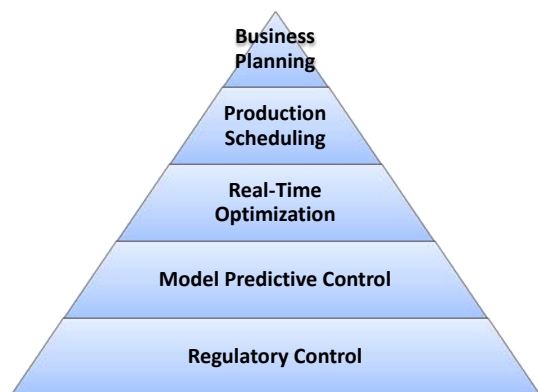 Business
Planning
Production
Scheduling
Real-Time
Optimization
Model Predictive Control
Regulatory Control